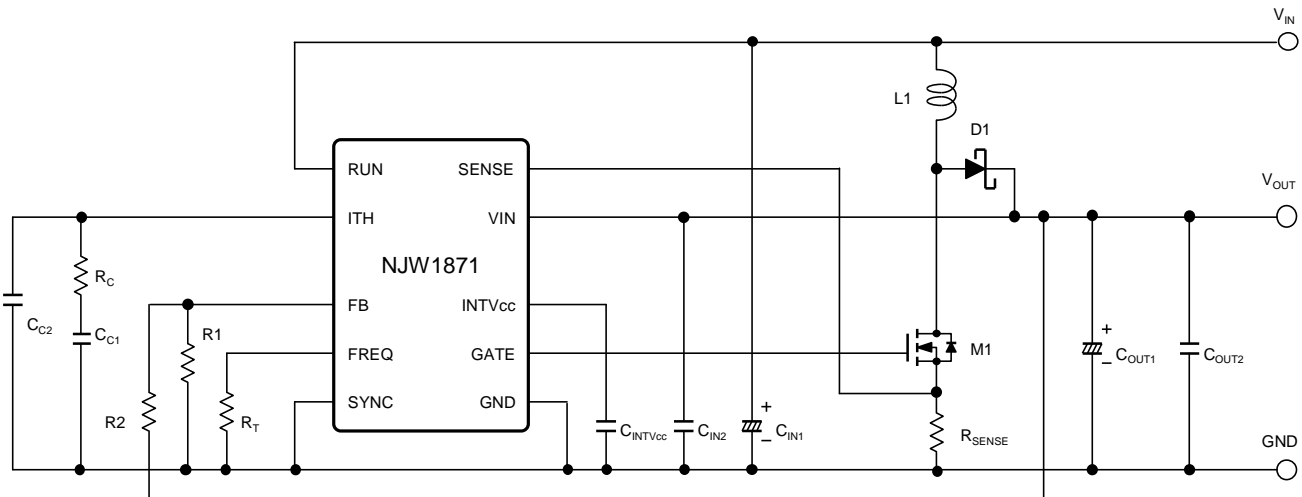 V_IN
L1
D1
RUN SENSE
V_OUT
ITH VIN
R_C
NJW1871
FB INTVcc
C_C2 C_C1 R1
FREQ GATE M1
+
- C_OUT1 C_OUT2
SYNC GND
R2 R_T
C_INTVcc C_IN2
+
- C_IN1
R_SENSE
GND